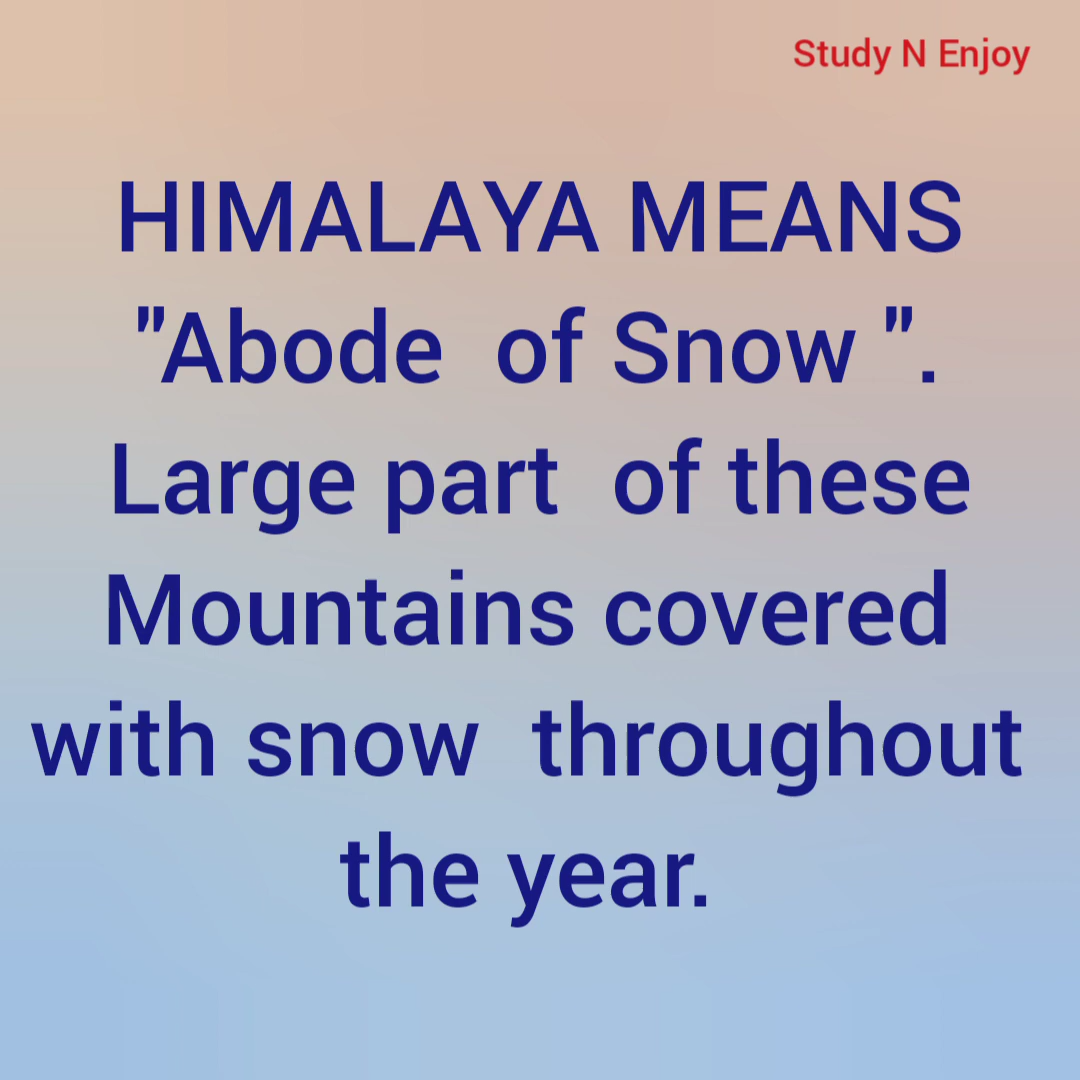 Study N Enjoy
HIMALAYA MEANS
"Abode  of Snow ".
Large part  of these
Mountains covered
with snow  throughout
the year.